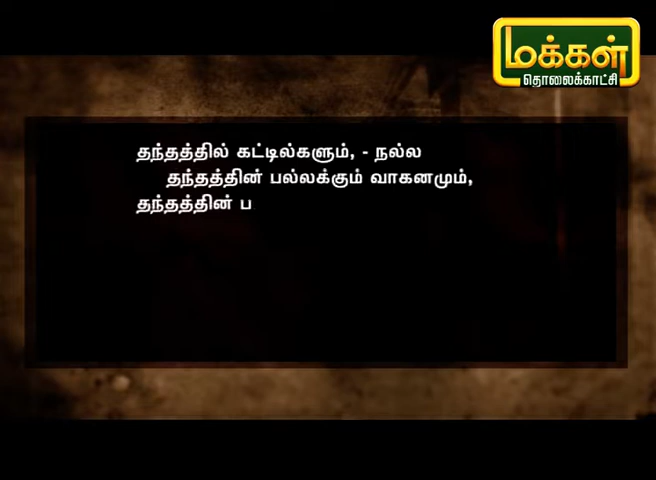 மக்கள்
தொலைக்காட்சி
தந்தத்தில் கட்டில்களும், - நல்ல
தந்தத்தின் பல்லக்கும் வாகனமும்,
தந்தத்தின் ப